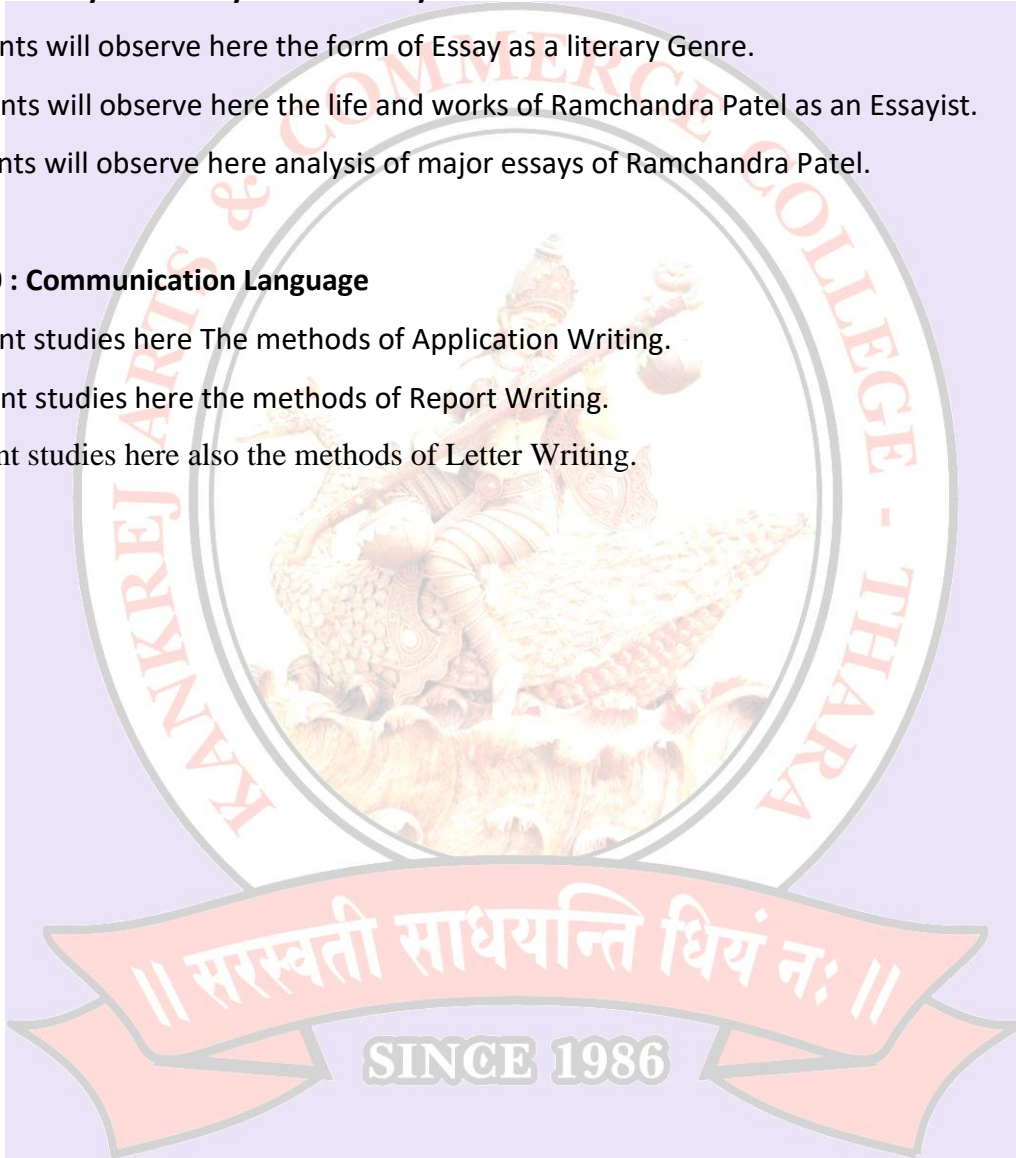 nts will observe here the form of Essay as a literary Genre.
nts will observe here the life and works of Ramchandra Patel as an Essayist.
nts will observe here analysis of major essays of Ramchandra Patel.
: Communication Language
nt studies here The methods of Application Writing.
nt studies here the methods of Report Writing.
nt studies here also the methods of Letter Writing.
KANKREJ ARTS & COMMERCE COLLEGE - THARA
॥ सरस्वती साधयन्ति धियं नः ॥
SINCE 1986